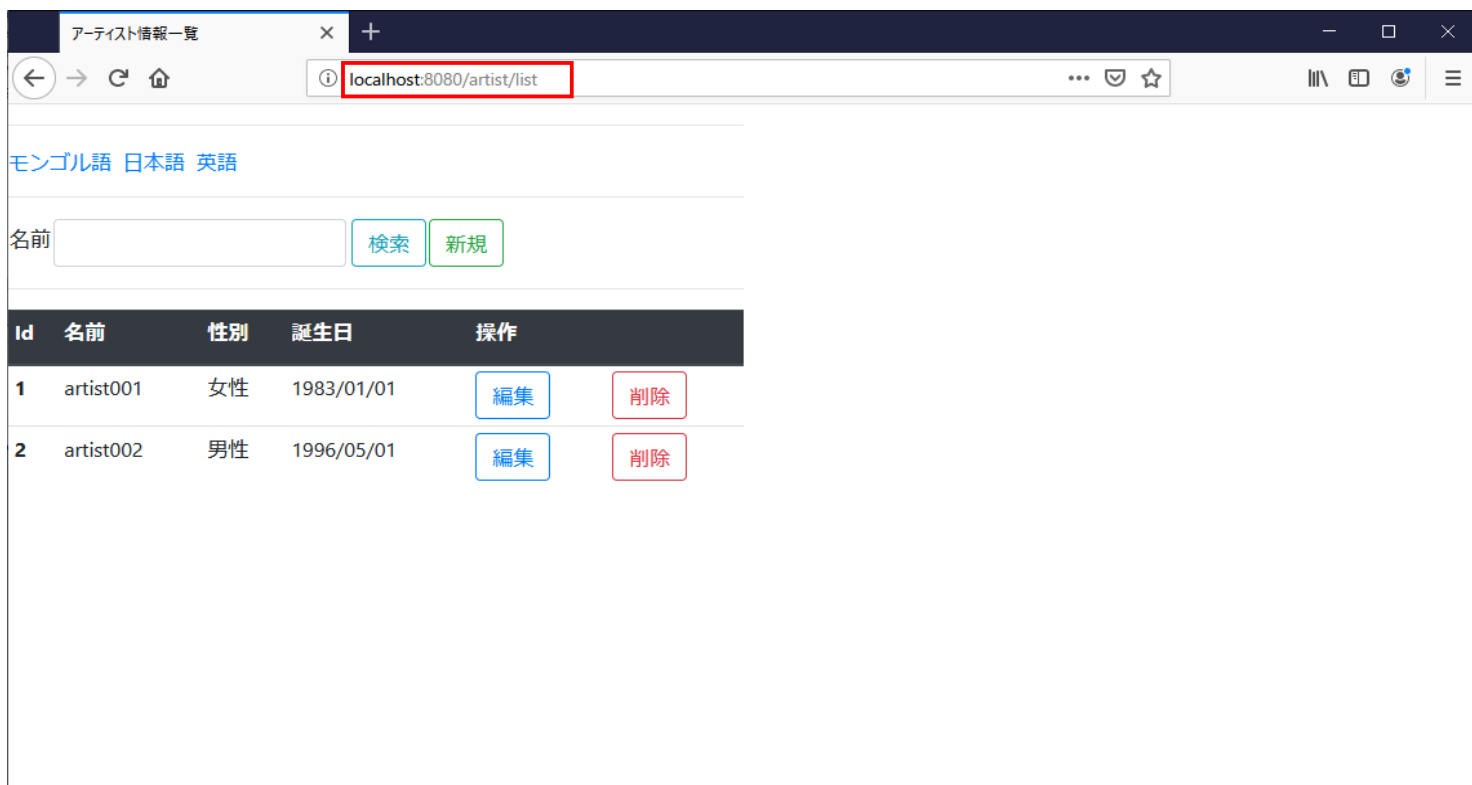 アーティスト情報一覧
localhost:8080/artist/list
モンゴル語 日本語 英語
名前 検索 新規
Id 名前 性別 誕生日 操作
1 artist001 女性 1983/01/01 編集 削除
2 artist002 男性 1996/05/01 編集 削除